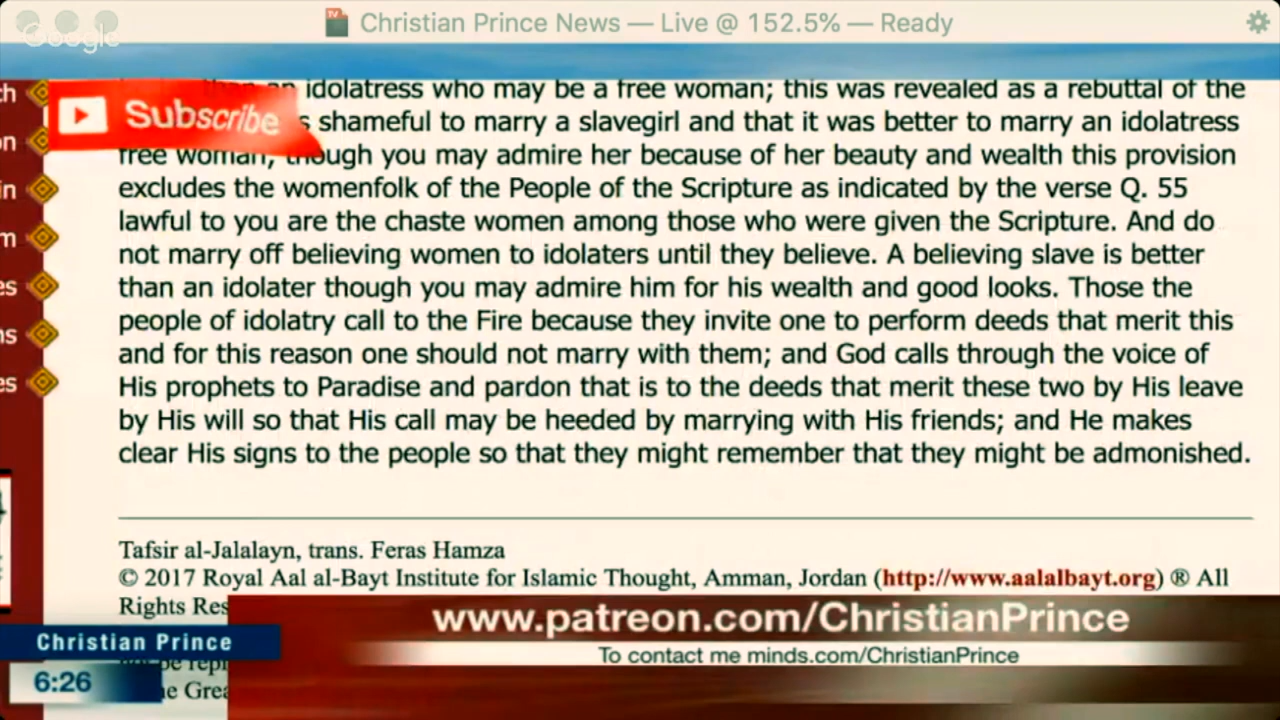 Google
Christian Prince News — Live @ 152.5% — Ready
Subscribe
than an idolatress who may be a free woman; this was revealed as a rebuttal of the
shameful to marry a slavegirl and that it was better to marry an idolatress
free woman, though you may admire her because of her beauty and wealth this provision
excludes the womenfolk of the People of the Scripture as indicated by the verse Q. 55
lawful to you are the chaste women among those who were given the Scripture. And do
not marry off believing women to idolaters until they believe. A believing slave is better
than an idolater though you may admire him for his wealth and good looks. Those the
people of idolatry call to the Fire because they invite one to perform deeds that merit this
and for this reason one should not marry with them; and God calls through the voice of
His prophets to Paradise and pardon that is to the deeds that merit these two by His leave
by His will so that His call may be heeded by marrying with His friends; and He makes
clear His signs to the people so that they might remember that they might be admonished.
Tafsir al-Jalalayn, trans. Feras Hamza
© 2017 Royal Aal al-Bayt Institute for Islamic Thought, Amman, Jordan (http://www.aalalbayt.org) ® All
Rights Res
www.patreon.com/ChristianPrince
To contact me minds.com/ChristianPrince
Christian Prince
6:26